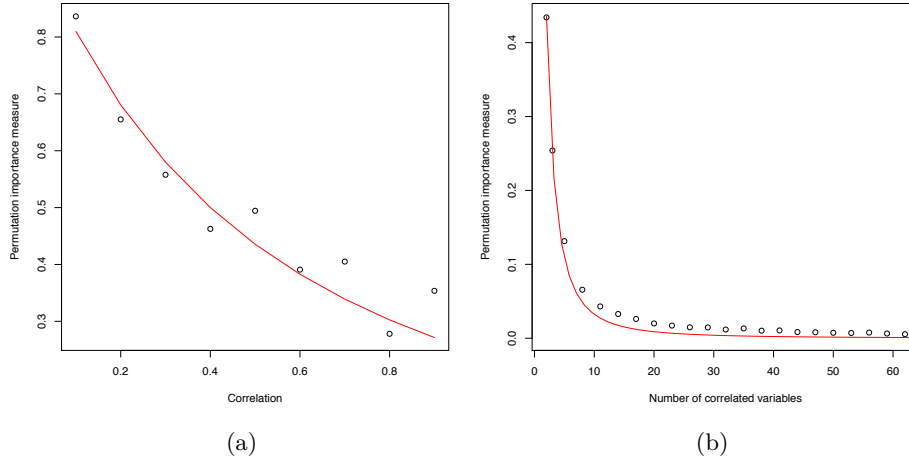 0.8
0.7
0.6
0.5
0.4
0.3
Permutation importance measure
0.2 0.4 0.6 0.8
Correlation
(a)
0.4
0.3
0.2
0.1
0.0
Permutation importance measure
0 10 20 30 40 50 60
Number of correlated variables
(b)